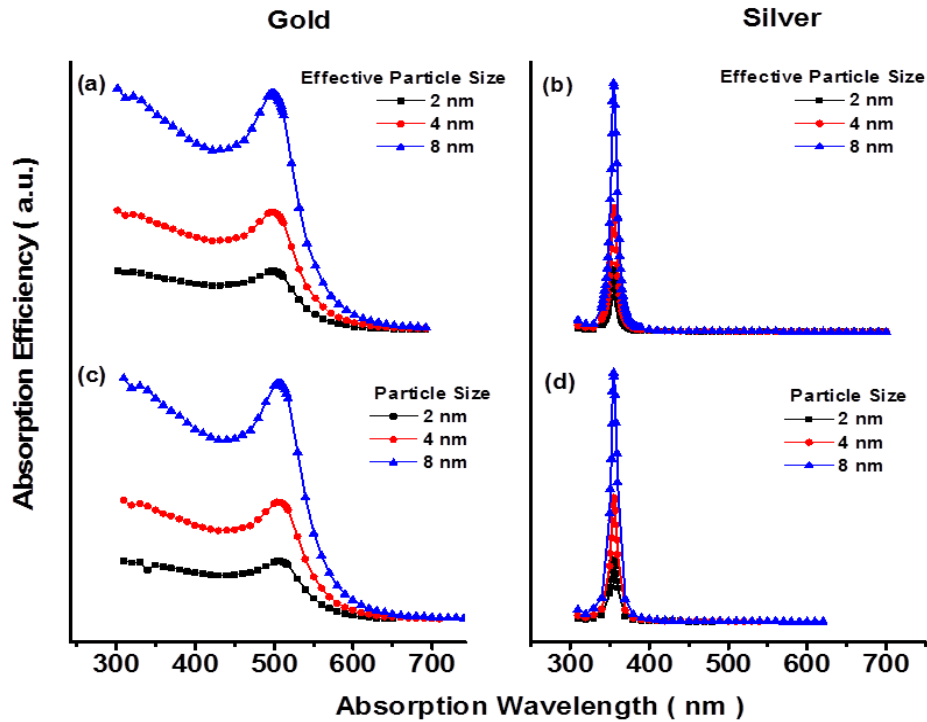 Gold
Silver
Absorption Efficiency ( a.u.)
(a)
Effective Particle Size
2 nm
4 nm
8 nm
(b)
Effective Particle Size
2 nm
4 nm
8 nm
(c)
Particle Size
2 nm
4 nm
8 nm
(d)
Particle Size
2 nm
4 nm
8 nm
300 400 500 600 700
300 400 500 600 700
Absorption Wavelength ( nm )